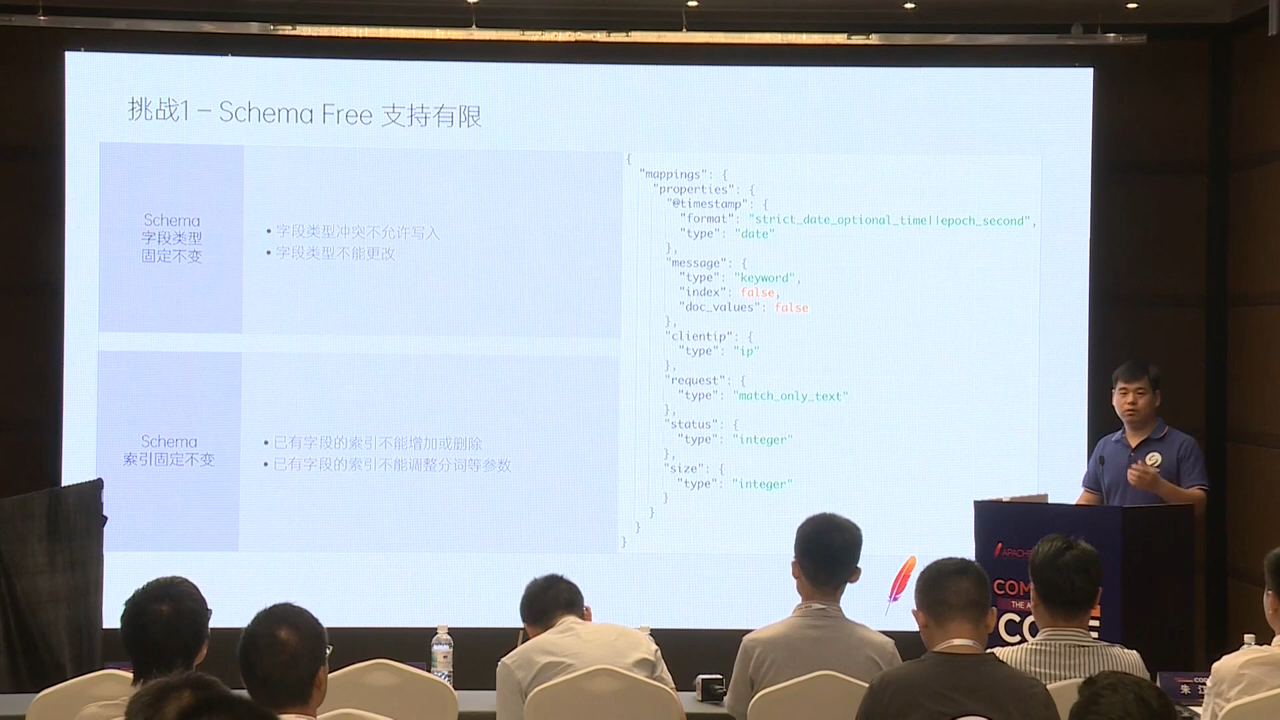 挑战1 – Schema Free 支持有限
Schema
字段类型
固定不变
• 字段类型冲突不允许写入
• 字段类型不能更改
Schema
索引固定不变
• 已有字段的索引不能增加或删除
• 已有字段的索引不能调整分词等参数
{
"mappings": {
"properties": {
"@timestamp": {
"format": "strict_date_optional_time||epoch_second",
"type": "date"
},
"message": {
"type": "keyword",
"index": false,
"doc_values": false
},
"clientip": {
"type": "ip"
},
"request": {
"type": "match_only_text"
},
"status": {
"type": "integer"
},
"size": {
"type": "integer"
}
}
}
}
APACHE
COM
THE A
CO E
朱